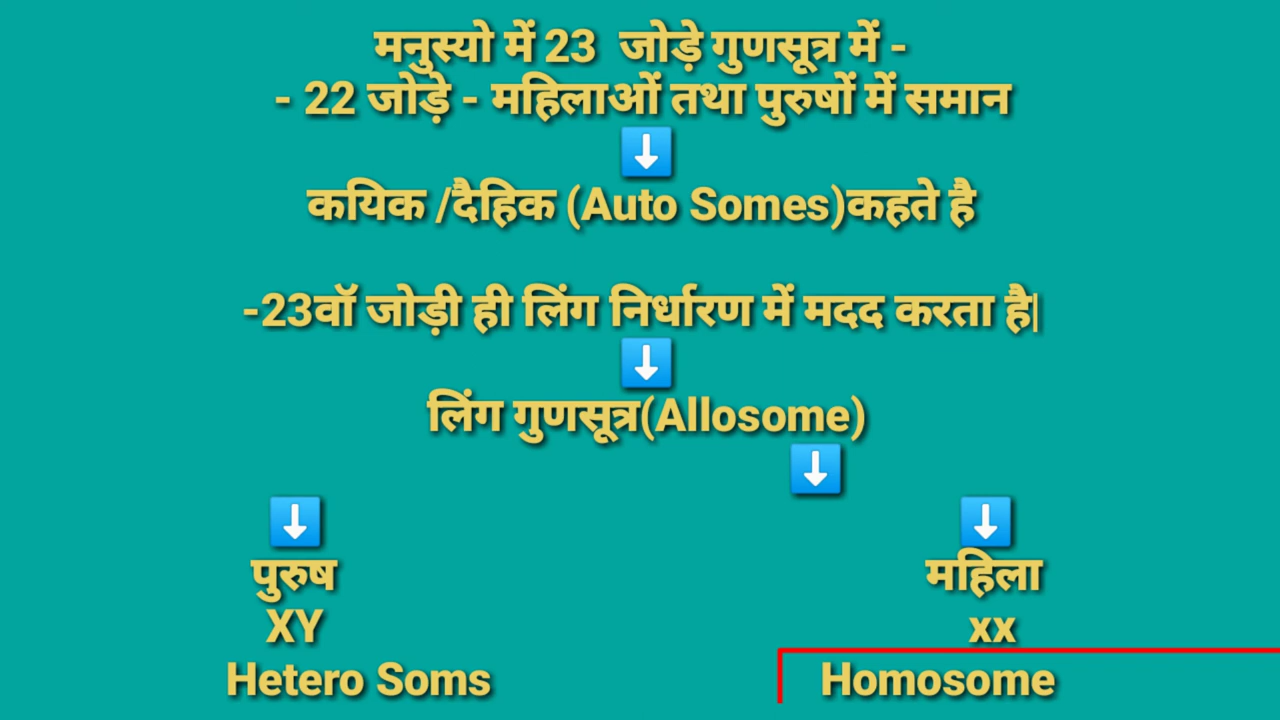 मनुस्यो में 23 जोड़े गुणसूत्र में -
- 22 जोड़े - महिलाओं तथा पुरुषों में समान
कयिक /दैहिक (Auto Somes)कहते है
-23वॉ जोड़ी ही लिंग निर्धारण में मदद करता है|
लिंग गुणसूत्र(Allosome)
पुरुष महिला
XY xx
Hetero Soms Homosome